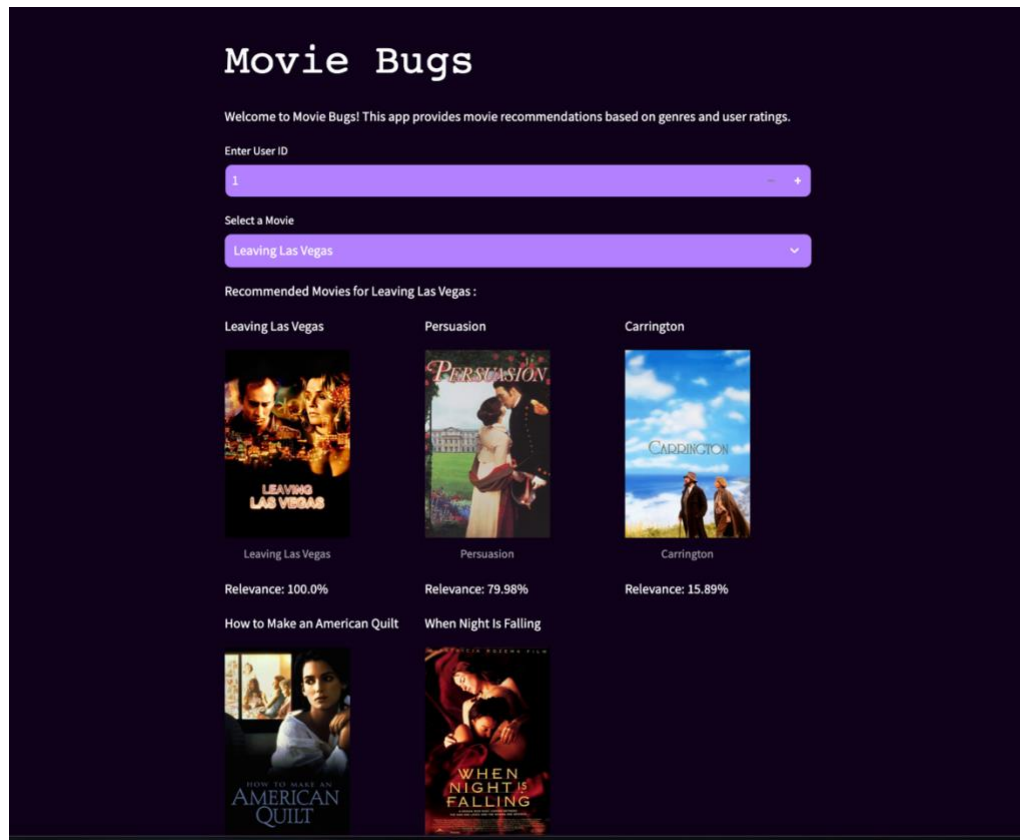 Movie Bugs
Welcome to Movie Bugs! This app provides movie recommendations based on genres and user ratings.
Enter User ID
1
− +
Select a Movie
Leaving Las Vegas
Recommended Movies for Leaving Las Vegas :
Leaving Las Vegas
Persuasion
Carrington
LEAVING
LAS VEGAS
PERSUASION
CARRINGTON
Leaving Las Vegas
Persuasion
Carrington
Relevance: 100.0%
Relevance: 79.98%
Relevance: 15.89%
How to Make an American Quilt
When Night Is Falling
HOW TO MAKE AN
AMERICAN
QUILT
ROZEMA FILM
WHEN
NIGHT IS
FALLING